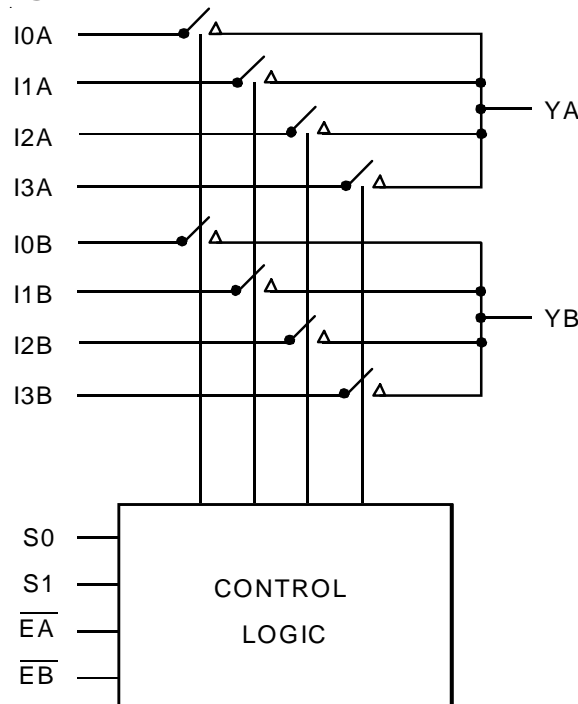 I0A
I1A
YA
I2A
I3A
I0B
I1B
YB
I2B
I3B
S0
S1
CONTROL
EA
LOGIC
EB